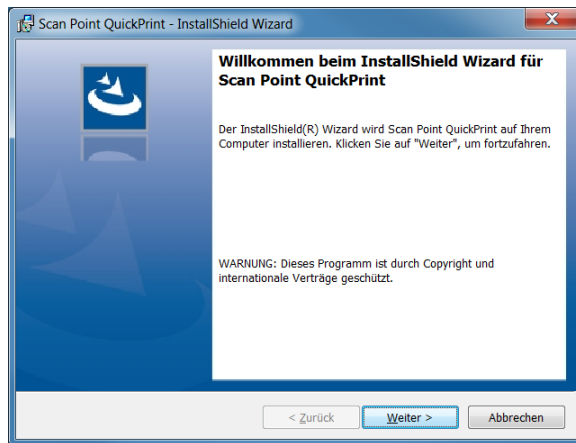 Scan Point QuickPrint - InstallShield Wizard
Willkommen beim InstallShield Wizard für
Scan Point QuickPrint
Der InstallShield(R) Wizard wird Scan Point QuickPrint auf Ihrem
Computer installieren. Klicken Sie auf "Weiter", um fortzufahren.
WARNUNG: Dieses Programm ist durch Copyright und
internationale Verträge geschützt.
< Zurück
Weiter >
Abbrechen